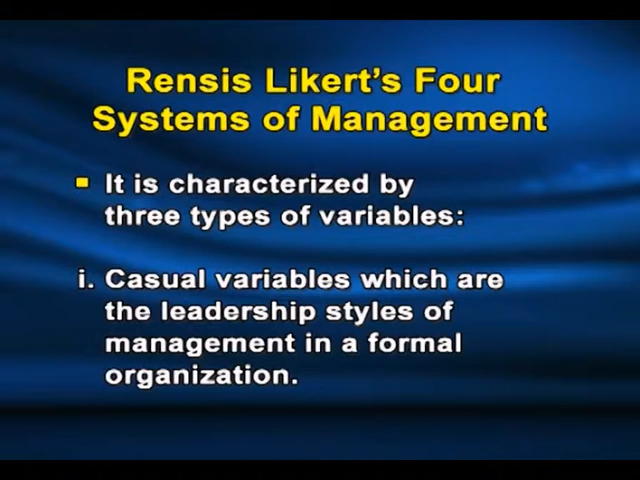 Rensis Likert's Four
Systems of Management
It is characterized by
three types of variables:
i. Casual variables which are
the leadership styles of
management in a formal
organization.